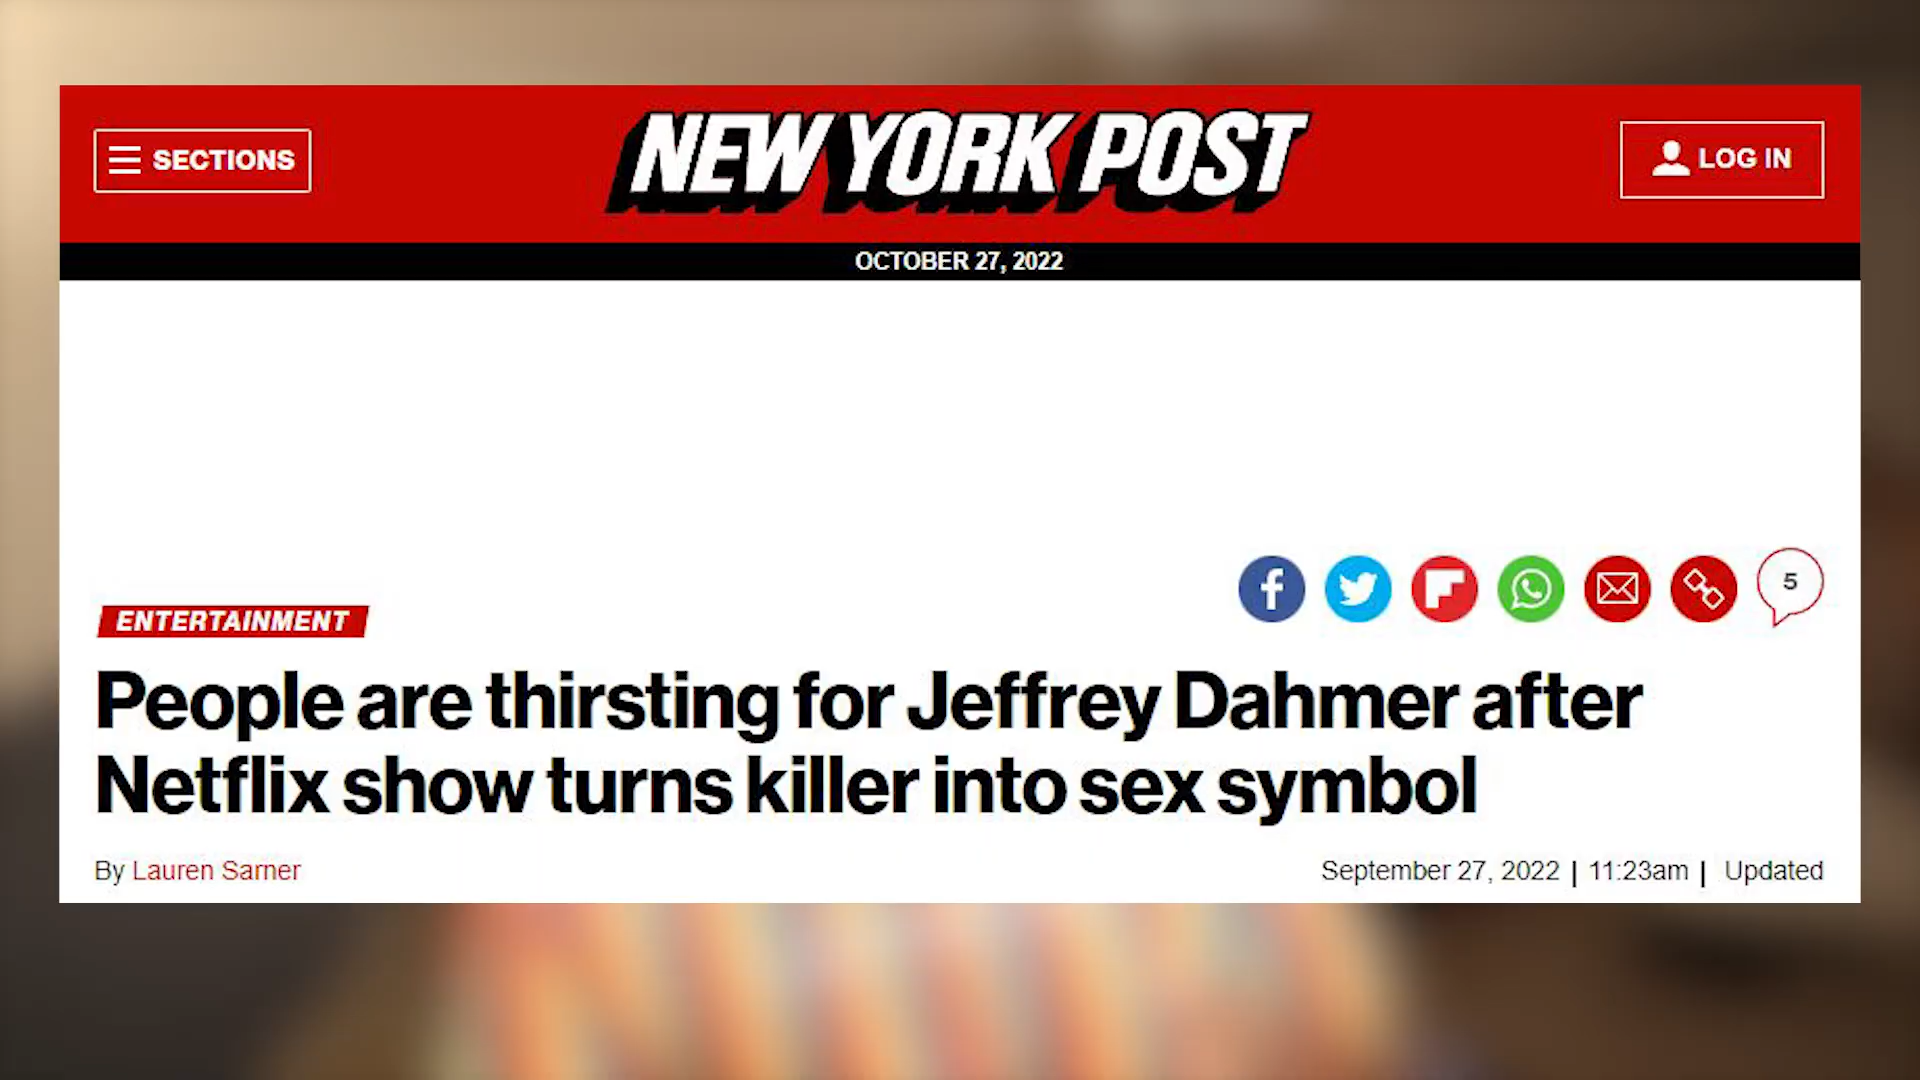 SECTIONS
NEW YORK POST
LOG IN
OCTOBER 27, 2022
5
ENTERTAINMENT
People are thirsting for Jeffrey Dahmer after
Netflix show turns killer into sex symbol
By Lauren Sarner
September 27, 2022 | 11:23am | Updated